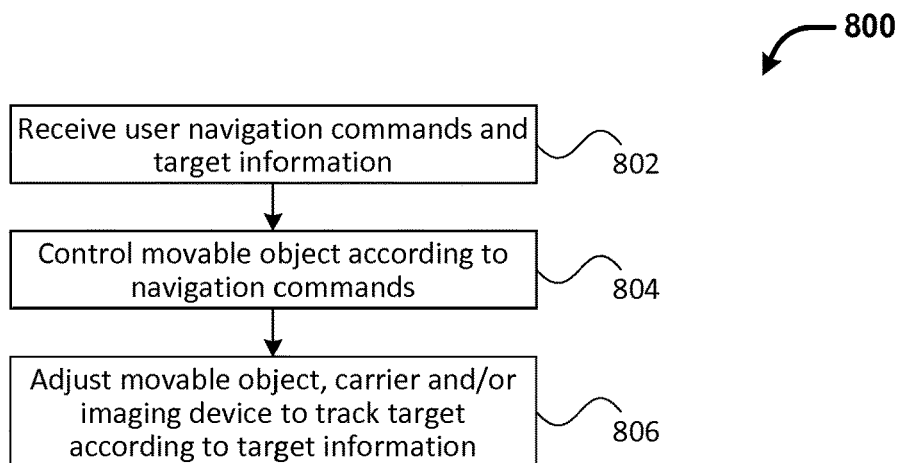 800
Receive user navigation commands and
target information
802
Control movable object according to
navigation commands
804
Adjust movable object, carrier and/or
imaging device to track target
according to target information
806